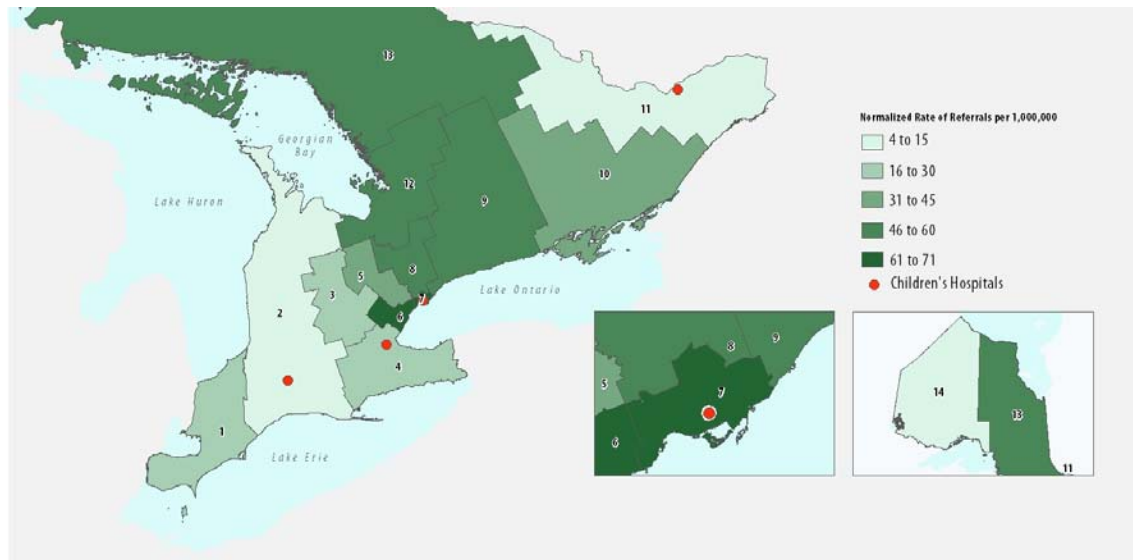 13
11
Georgian
Bay
Normalized Rate of Referrals per 1,000,000
4 to 15
16 to 30
31 to 45
46 to 60
61 to 71
Children's Hospitals
10
12
9
Lake Huron
8
5
3
7
Lake Ontario
2
6
4
1
Lake Erie
9
8
5
7
6
14
13
11